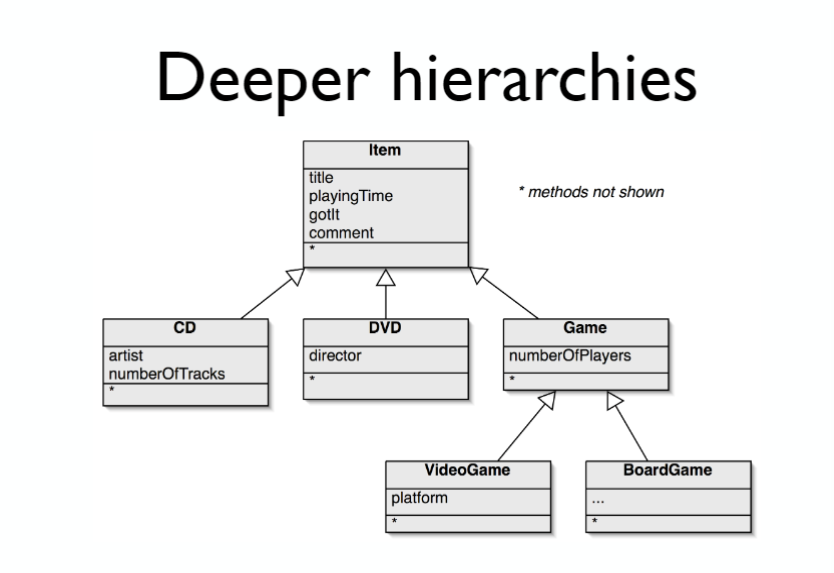 Deeper hierarchies
Item
title
playingTime
gotIt
comment
*
* methods not shown
CD
artist
numberOfTracks
*
DVD
director
*
Game
numberOfPlayers
*
VideoGame
platform
*
BoardGame
...
*